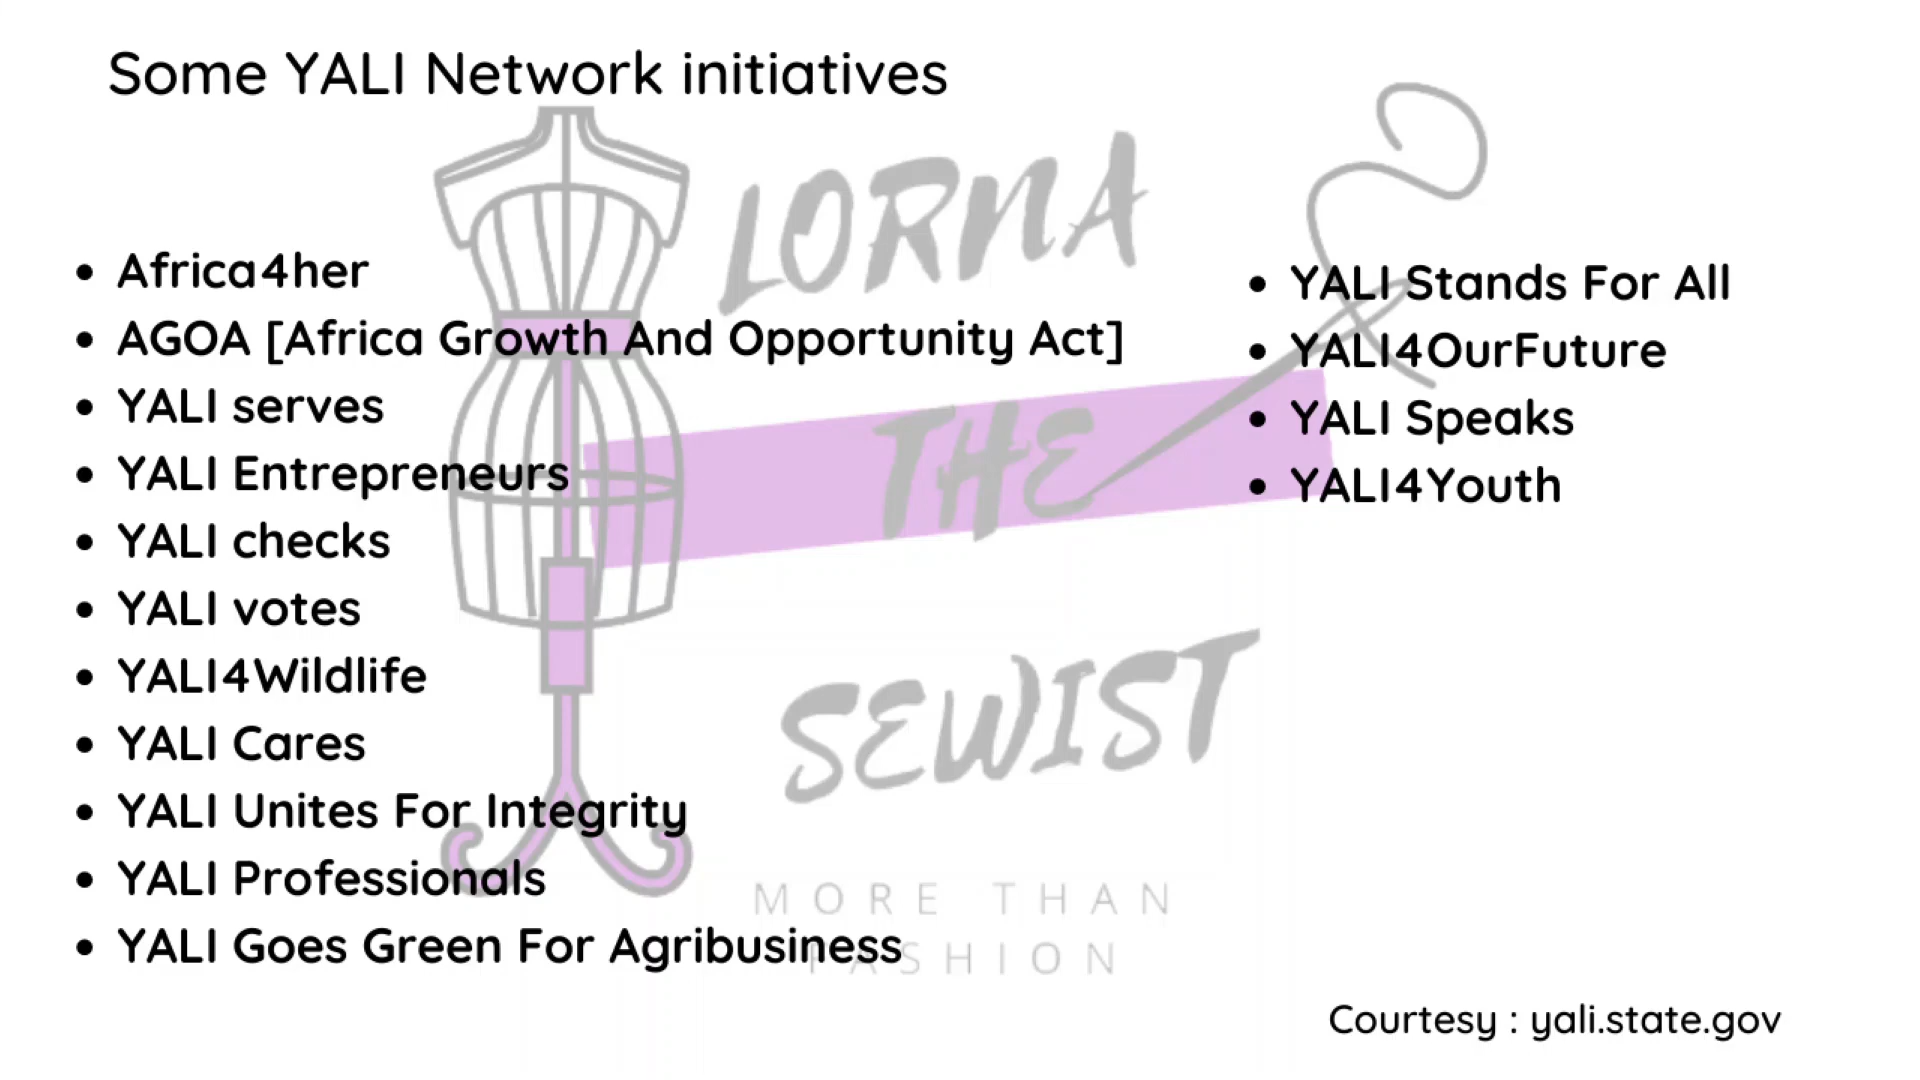 Some YALI Network initiatives
• Africa4her
• AGOA [Africa Growth And Opportunity Act]
• YALI serves
• YALI Entrepreneurs
• YALI checks
• YALI votes
• YALI4Wildlife
• YALI Cares
• YALI Unites For Integrity
• YALI Professionals
• YALI Goes Green For Agribusiness
• YALI Stands For All
• YALI4OurFuture
• YALI Speaks
• YALI4Youth
LORNA
THE
SEWIST
MORE THAN
FASHION
Courtesy : yali.state.gov